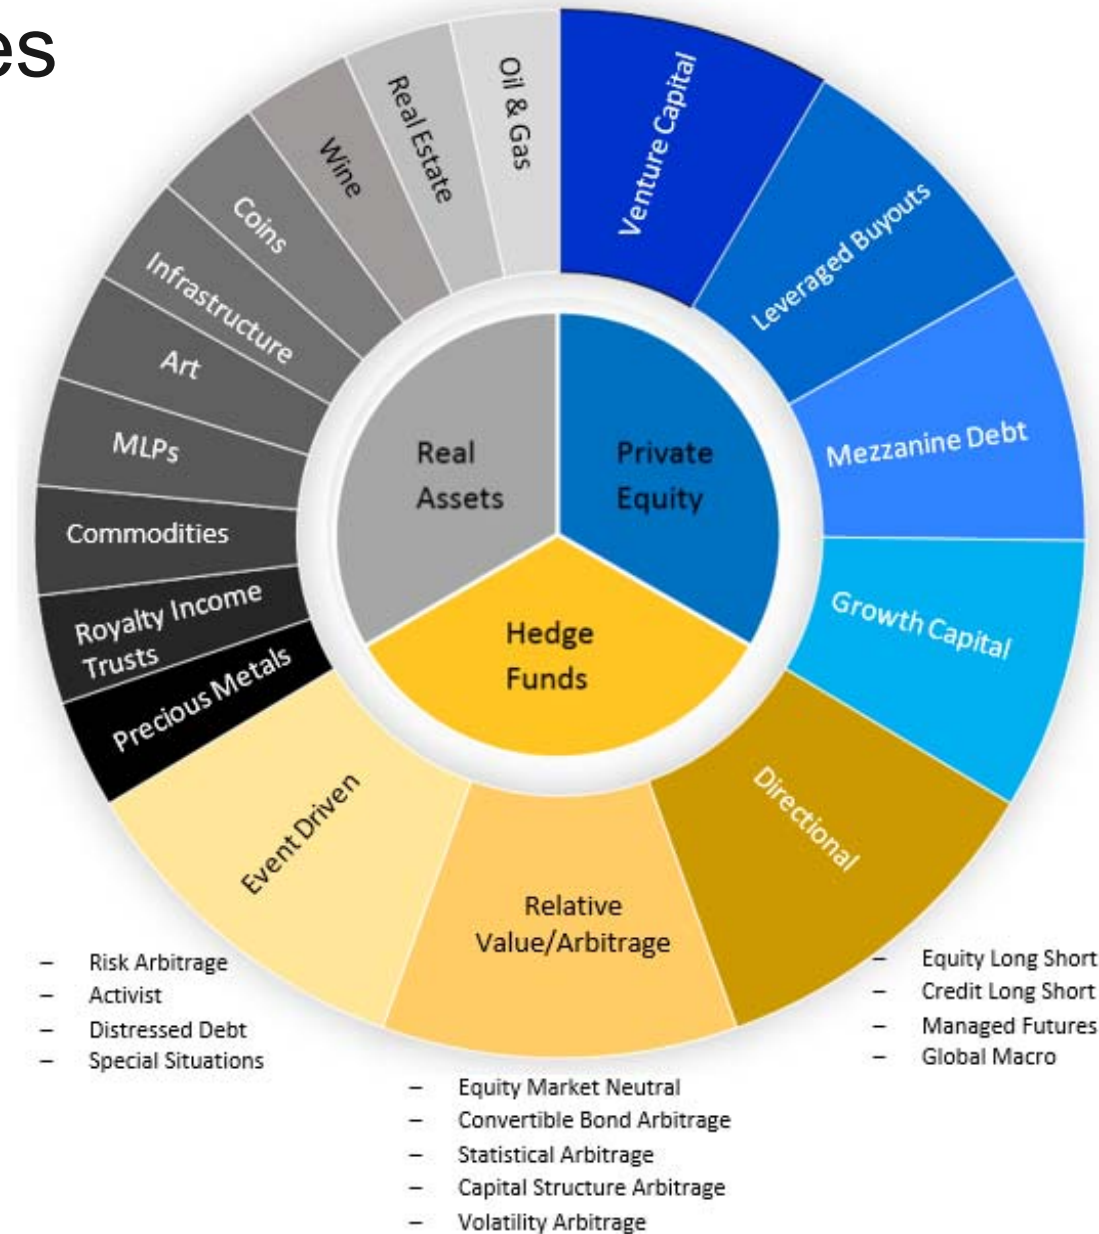 es
Oil & Gas
Real Estate
Wine
Coins
Infrastructure
Art
MLPs
Commodities
Royalty Income
Trusts
Precious Metals
Venture Capital
Leveraged Buyouts
Mezzanine Debt
Growth Capital
Real
Assets
Private
Equity
Hedge
Funds
Event Driven
Relative
Value/Arbitrage
Directional
– Risk Arbitrage
– Activist
– Distressed Debt
– Special Situations
– Equity Market Neutral
– Convertible Bond Arbitrage
– Statistical Arbitrage
– Capital Structure Arbitrage
– Volatility Arbitrage
– Equity Long Short
– Credit Long Short
– Managed Futures
– Global Macro